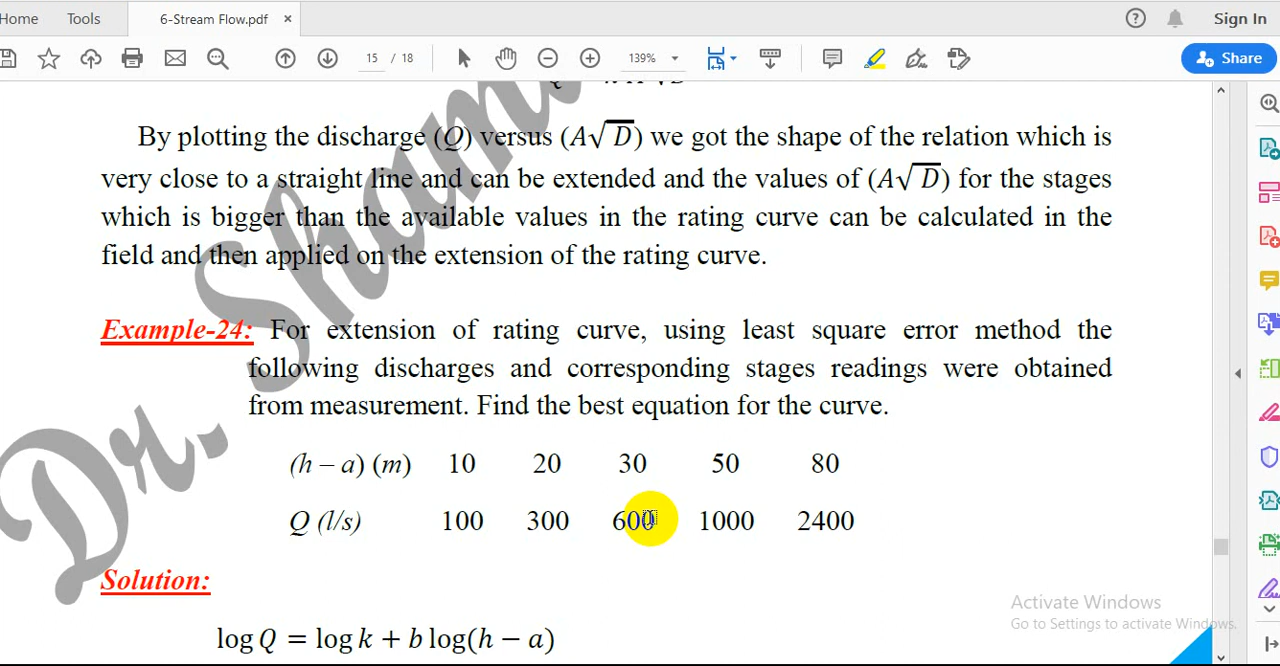 Home Tools 6-Stream Flow.pdf × Sign In
15 / 18 139% Share
By plotting the discharge (Q) versus (A√D) we got the shape of the relation which is
very close to a straight line and can be extended and the values of (A√D) for the stages
which is bigger than the available values in the rating curve can be calculated in the
field and then applied on the extension of the rating curve.
Example-24: For extension of rating curve, using least square error method the
following discharges and corresponding stages readings were obtained
from measurement. Find the best equation for the curve.
(h – a) (m) 10 20 30 50 80
Q (l/s) 100 300 600 1000 2400
Solution:
log Q = log k + b log(h − a)
Dr. Sham
Activate Windows
Go to Settings to activate Windows.